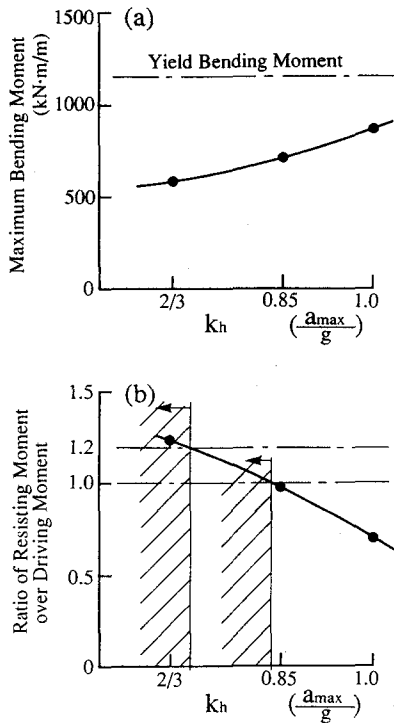 (a)
Maximum Bending Moment
(kN·m/m)
1500
Yield Bending Moment
1000
500
0
2/3
0.85
1.0
kh
(amax/g)
(b)
Ratio of Resisting Moment
over Driving Moment
1.5
1.2
1.0
0.5
0
2/3
0.85
1.0
kh
(amax/g)